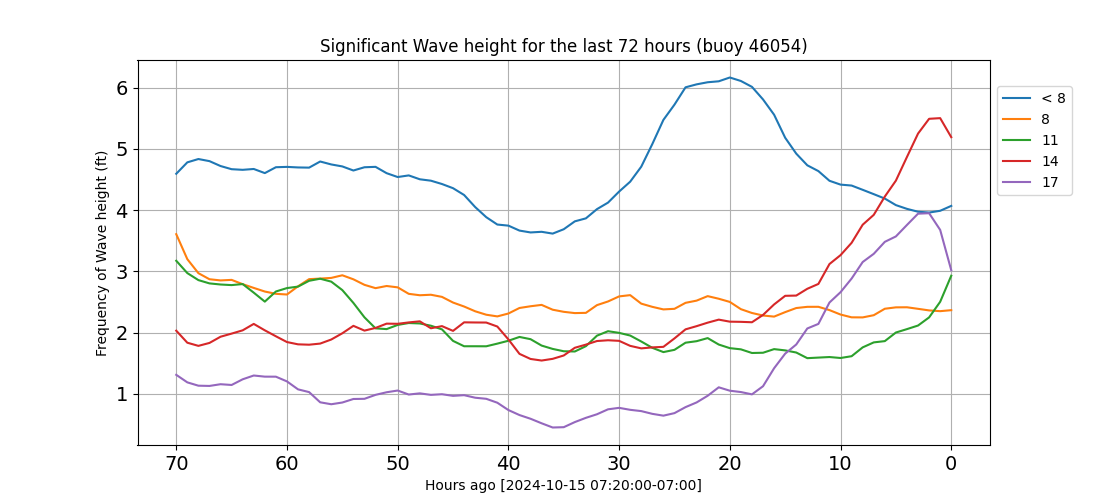 Significant Wave height for the last 72 hours (buoy 46054)
Frequency of Wave height (ft)
6
5
4
3
2
1
70 60 50 40 30 20 10 0
Hours ago [2024-10-15 07:20:00-07:00]
< 8
8
11
14
17